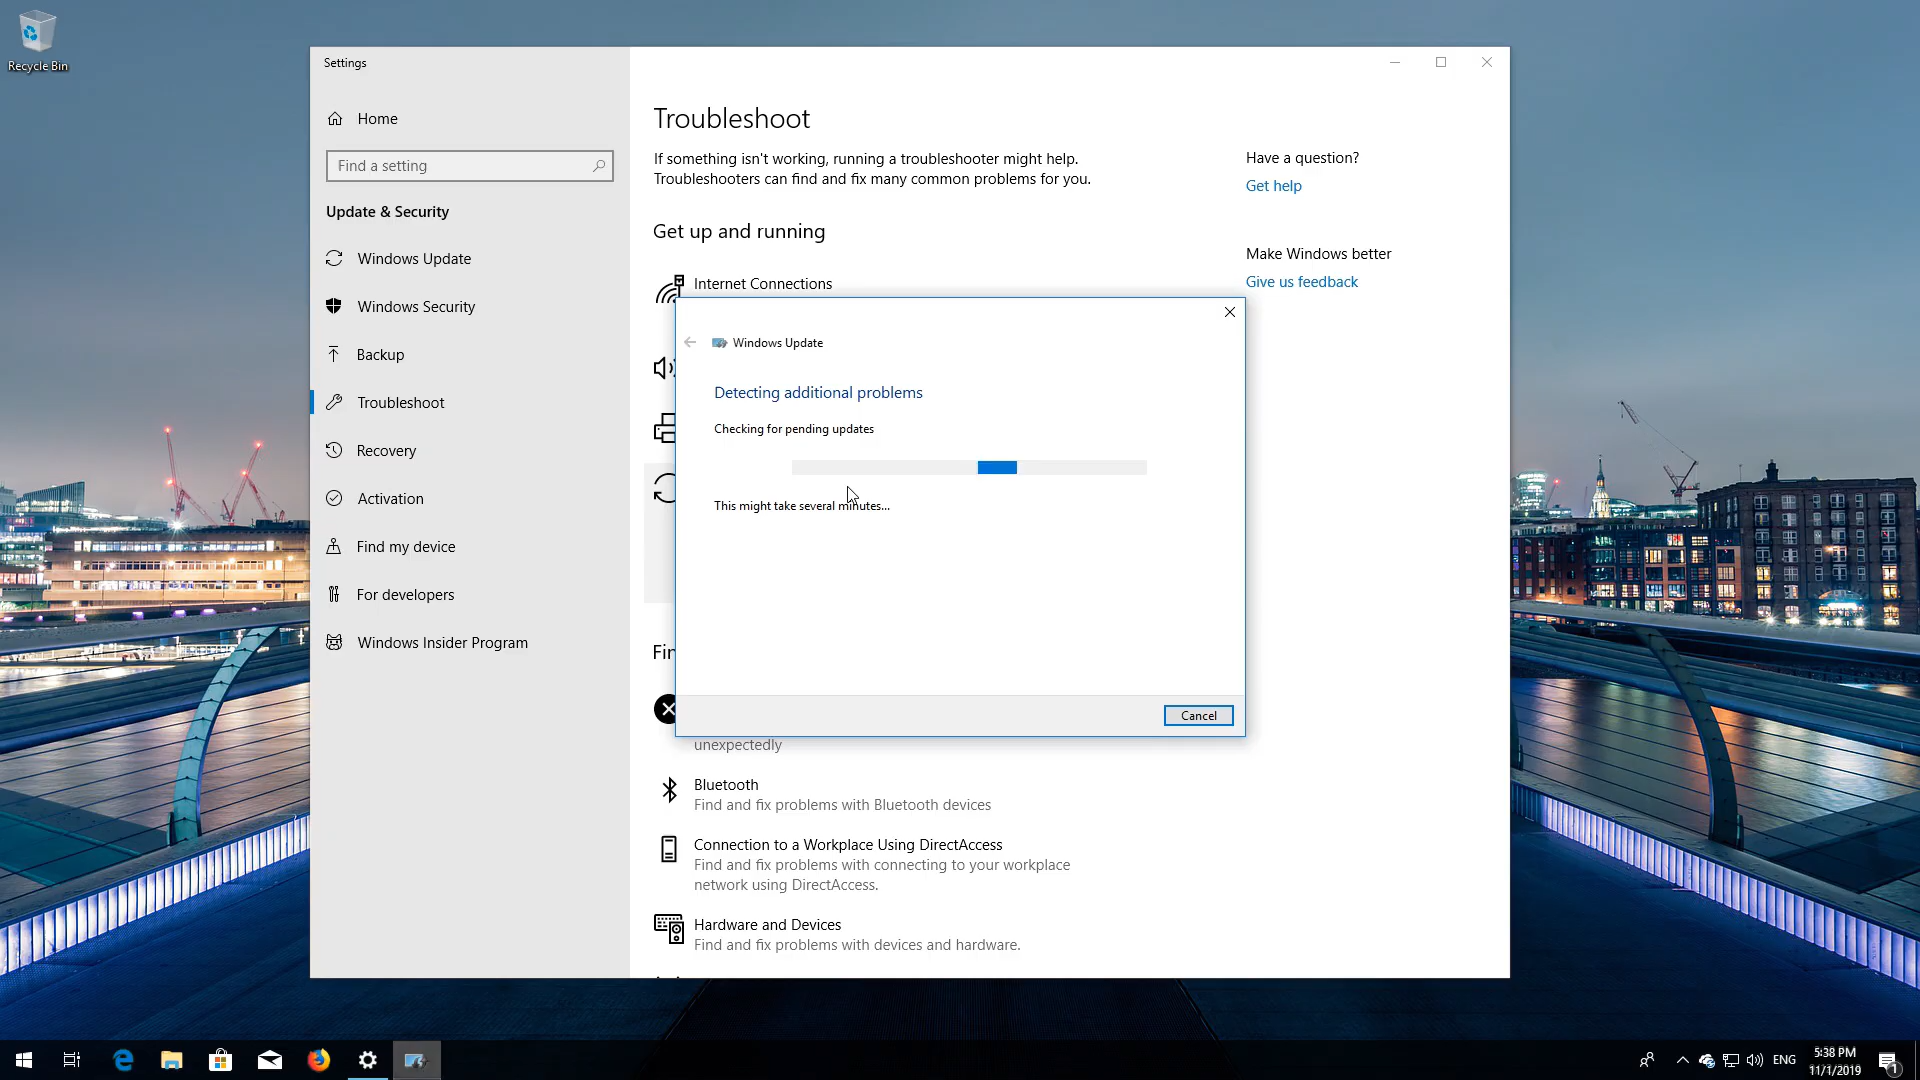 Recycle Bin
Settings
Home
Find a setting
Update & Security
Windows Update
Windows Security
Backup
Troubleshoot
Recovery
Activation
Find my device
For developers
Windows Insider Program
Troubleshoot
If something isn't working, running a troubleshooter might help.
Troubleshooters can find and fix many common problems for you.
Get up and running
Internet Connections
Windows Update
Detecting additional problems
Checking for pending updates
This might take several minutes...
Cancel
unexpectedly
Bluetooth
Find and fix problems with Bluetooth devices
Connection to a Workplace Using DirectAccess
Find and fix problems with connecting to your workplace
network using DirectAccess.
Hardware and Devices
Find and fix problems with devices and hardware.
Have a question?
Get help
Make Windows better
Give us feedback
ENG
5:38 PM
11/1/2019
1